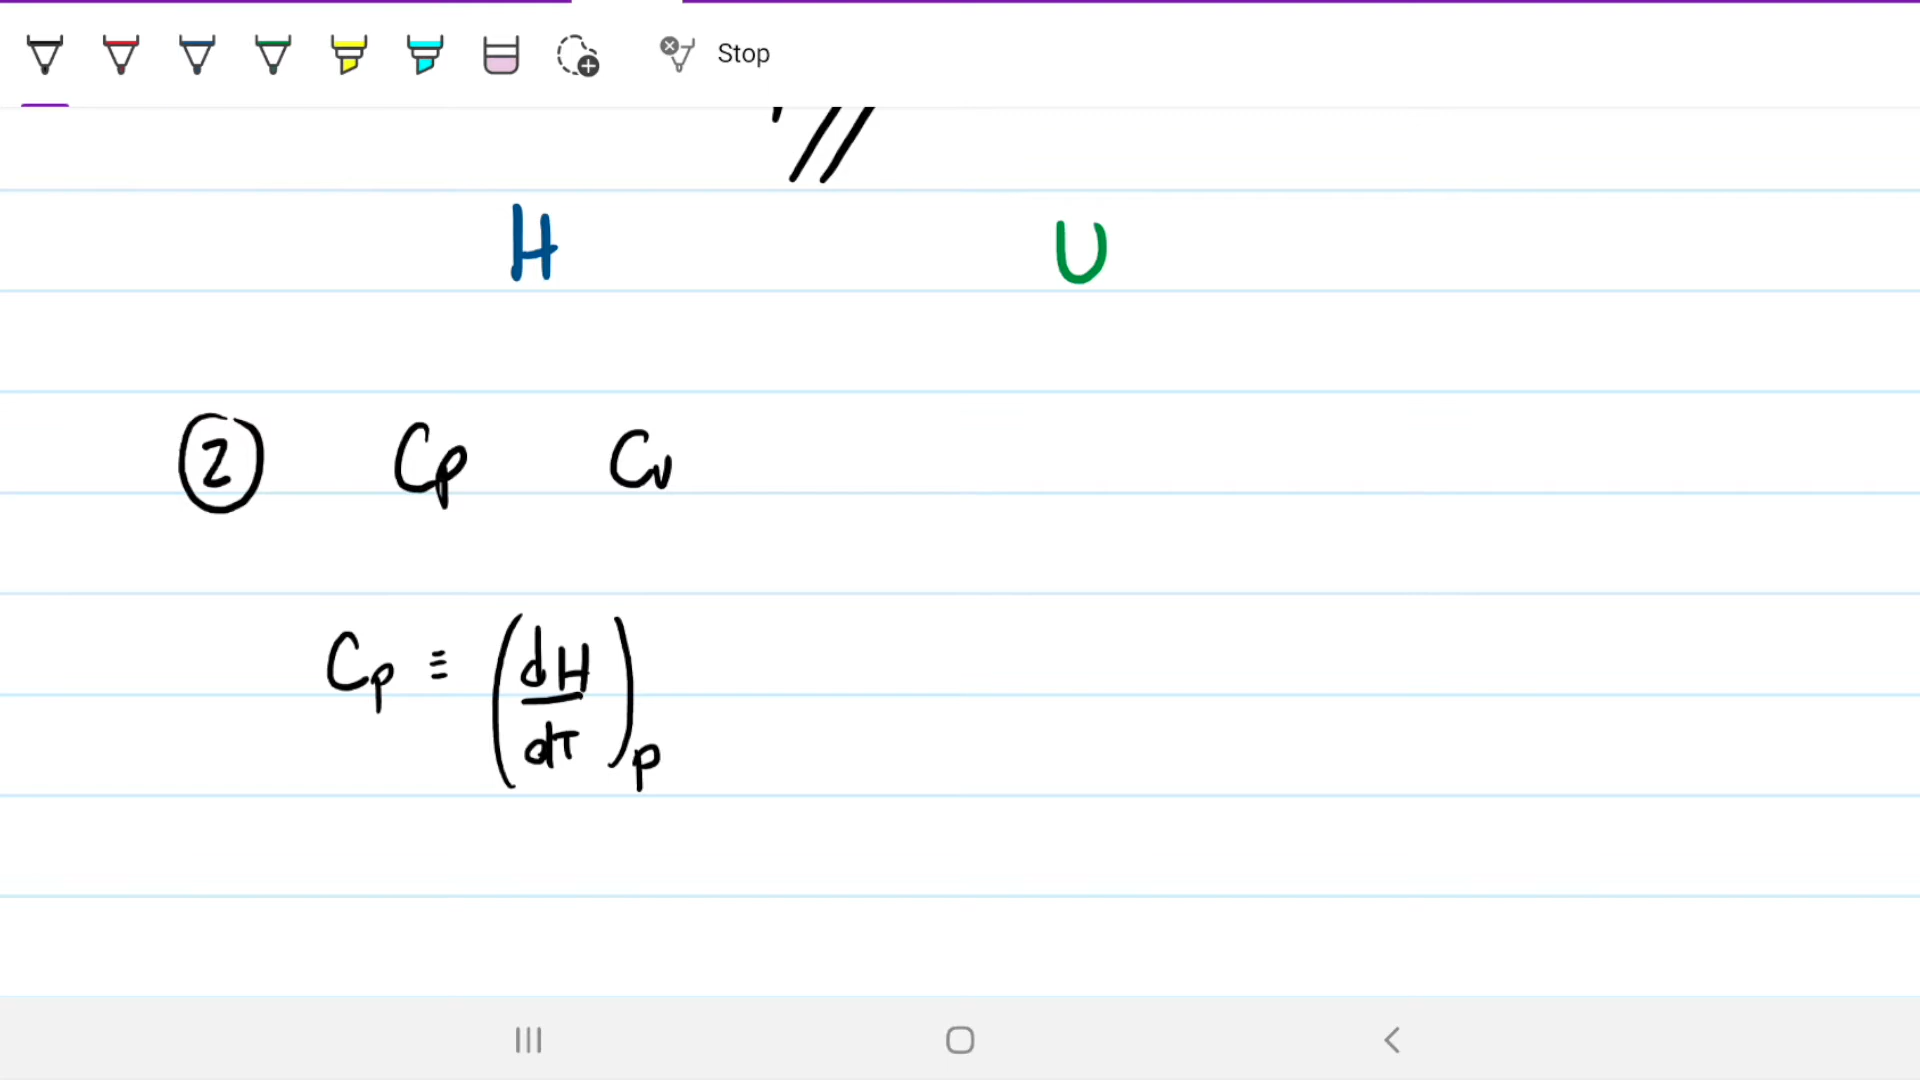 Stop
H U
② Cp Cv
Cp ≡ (dH/dT)p